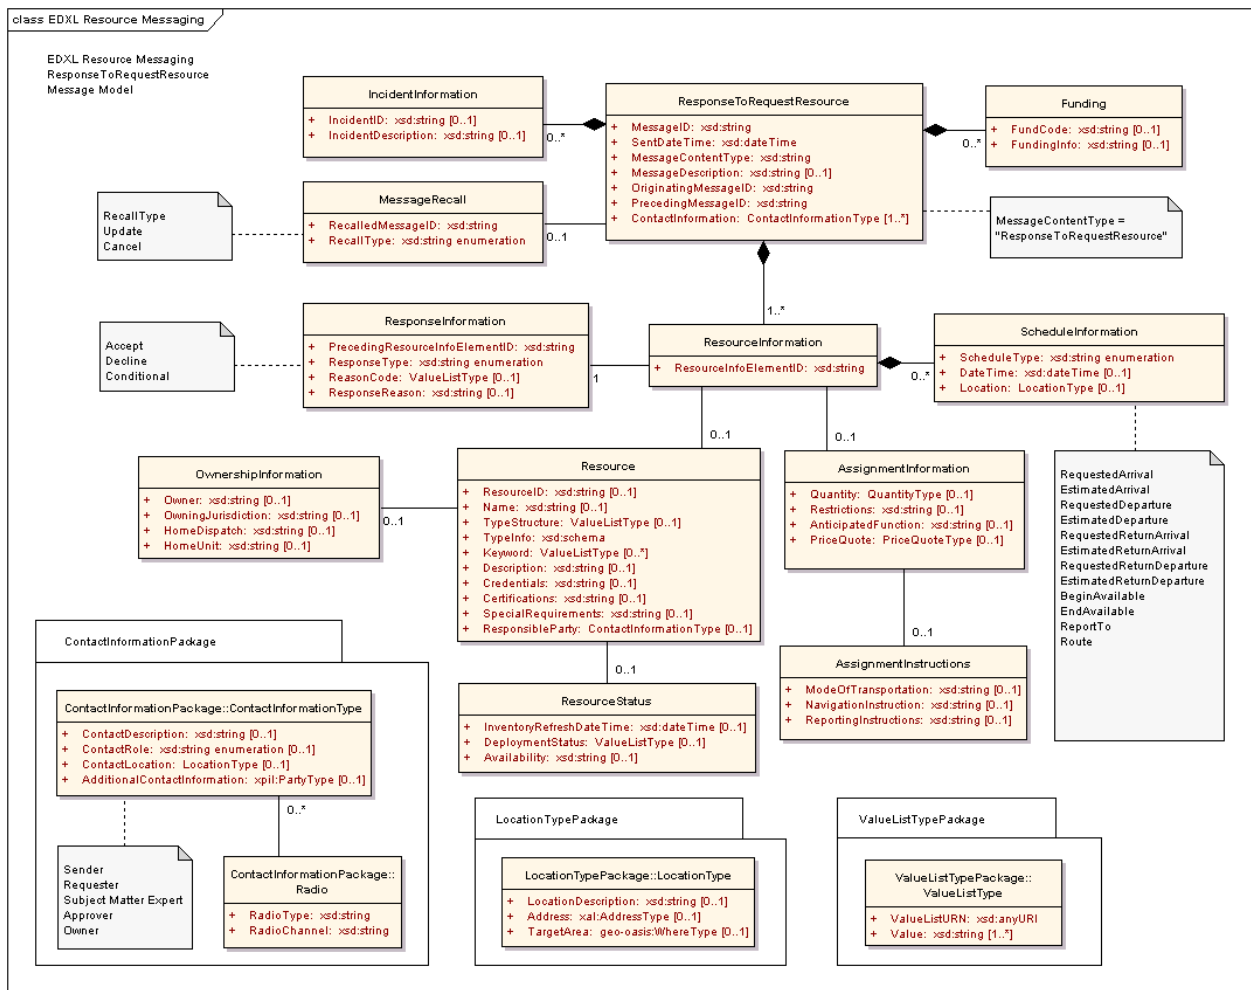 class EDXL Resource Messaging
EDXL Resource Messaging
ResponseToRequestResource
Message Model
IncidentInformation
+ IncidentID: xsd:string [0..1]
+ IncidentDescription: xsd:string [0..1]
0..*
ResponseToRequestResource
+ MessageID: xsd:string
+ SentDateTime: xsd:dateTime
+ MessageContentType: xsd:string
+ MessageDescription: xsd:string [0..1]
+ OriginatingMessageID: xsd:string
+ PrecedingMessageID: xsd:string
+ ContactInformation: ContactInformationType [1..*]
Funding
+ FundCode: xsd:string [0..1]
+ FundingInfo: xsd:string [0..1]
0..*
RecallType
Update
Cancel
MessageRecall
+ RecalledMessageID: xsd:string
+ RecallType: xsd:string enumeration
0..1
MessageContentType =
"ResponseToRequestResource"
1..*
Accept
Decline
Conditional
ResponseInformation
+ PrecedingResourceInfoElementID: xsd:string
+ ResponseType: xsd:string enumeration
+ ReasonCode: ValueListType [0..1]
+ ResponseReason: xsd:string [0..1]
1
ResourceInformation
+ ResourceInfoElementID: xsd:string
0..*
ScheduleInformation
+ ScheduleType: xsd:string enumeration
+ DateTime: xsd:dateTime [0..1]
+ Location: LocationType [0..1]
0..1
0..1
OwnershipInformation
+ Owner: xsd:string [0..1]
+ OwningJurisdiction: xsd:string [0..1]
+ HomeDispatch: xsd:string [0..1]
+ HomeUnit: xsd:string [0..1]
0..1
Resource
+ ResourceID: xsd:string [0..1]
+ Name: xsd:string [0..1]
+ TypeStructure: ValueListType [0..1]
+ TypeInfo: xsd:schema
+ Keyword: ValueListType [0..*]
+ Description: xsd:string [0..1]
+ Credentials: xsd:string [0..1]
+ Certifications: xsd:string [0..1]
+ SpecialRequirements: xsd:string [0..1]
+ ResponsibleParty: ContactInformationType [0..1]
0..1
AssignmentInformation
+ Quantity: QuantityType [0..1]
+ Restrictions: xsd:string [0..1]
+ AnticipatedFunction: xsd:string [0..1]
+ PriceQuote: PriceQuoteType [0..1]
0..1
RequestedArrival
EstimatedArrival
RequestedDeparture
EstimatedDeparture
RequestedReturnArrival
EstimatedReturnArrival
RequestedReturnDeparture
EstimatedReturnDeparture
BeginAvailable
EndAvailable
ReportTo
Route
AssignmentInstructions
+ ModeOfTransportation: xsd:string [0..1]
+ NavigationInstruction: xsd:string [0..1]
+ ReportingInstructions: xsd:string [0..1]
ResourceStatus
+ InventoryRefreshDateTime: xsd:dateTime [0..1]
+ DeploymentStatus: ValueListType [0..1]
+ Availability: xsd:string [0..1]
ContactInformationPackage
ContactInformationPackage::ContactInformationType
+ ContactDescription: xsd:string [0..1]
+ ContactRole: xsd:string enumeration [0..1]
+ ContactLocation: LocationType [0..1]
+ AdditionalContactInformation: xpil:PartyType [0..1]
0..*
Sender
Requester
Subject Matter Expert
Approver
Owner
ContactInformationPackage::
Radio
+ RadioType: xsd:string
+ RadioChannel: xsd:string
LocationTypePackage
LocationTypePackage::LocationType
+ LocationDescription: xsd:string [0..1]
+ Address: xal:AddressType [0..1]
+ TargetArea: geo-oasis:WhereType [0..1]
ValueListTypePackage
ValueListTypePackage::
ValueListType
+ ValueListURN: xsd:anyURI
+ Value: xsd:string [1..*]